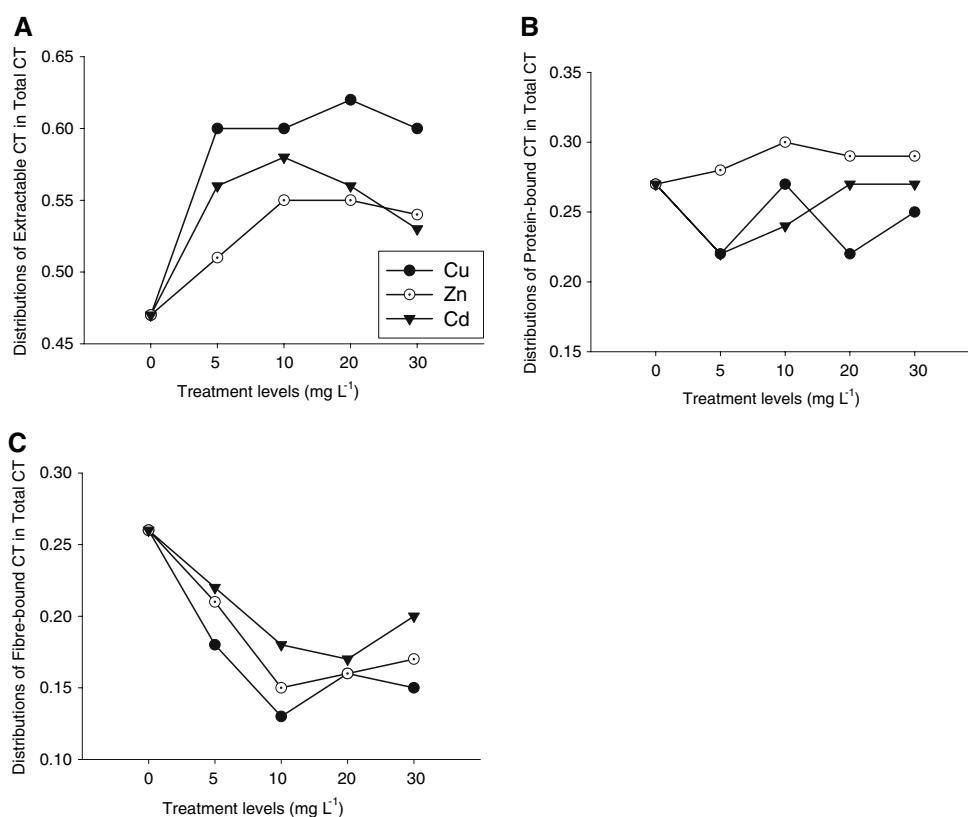 A
Distributions of Extractable CT in Total CT
0.65
0.60
0.55
0.50
0.45
0 5 10 20 30
Treatment levels (mg L-1)
Cu
Zn
Cd
B
Distributions of Protein-bound CT in Total CT
0.35
0.30
0.25
0.20
0.15
0 5 10 20 30
Treatment levels (mg L-1)
C
Distributions of Fibre-bound CT in Total CT
0.30
0.25
0.20
0.15
0.10
0 5 10 20 30
Treatment levels (mg L-1)